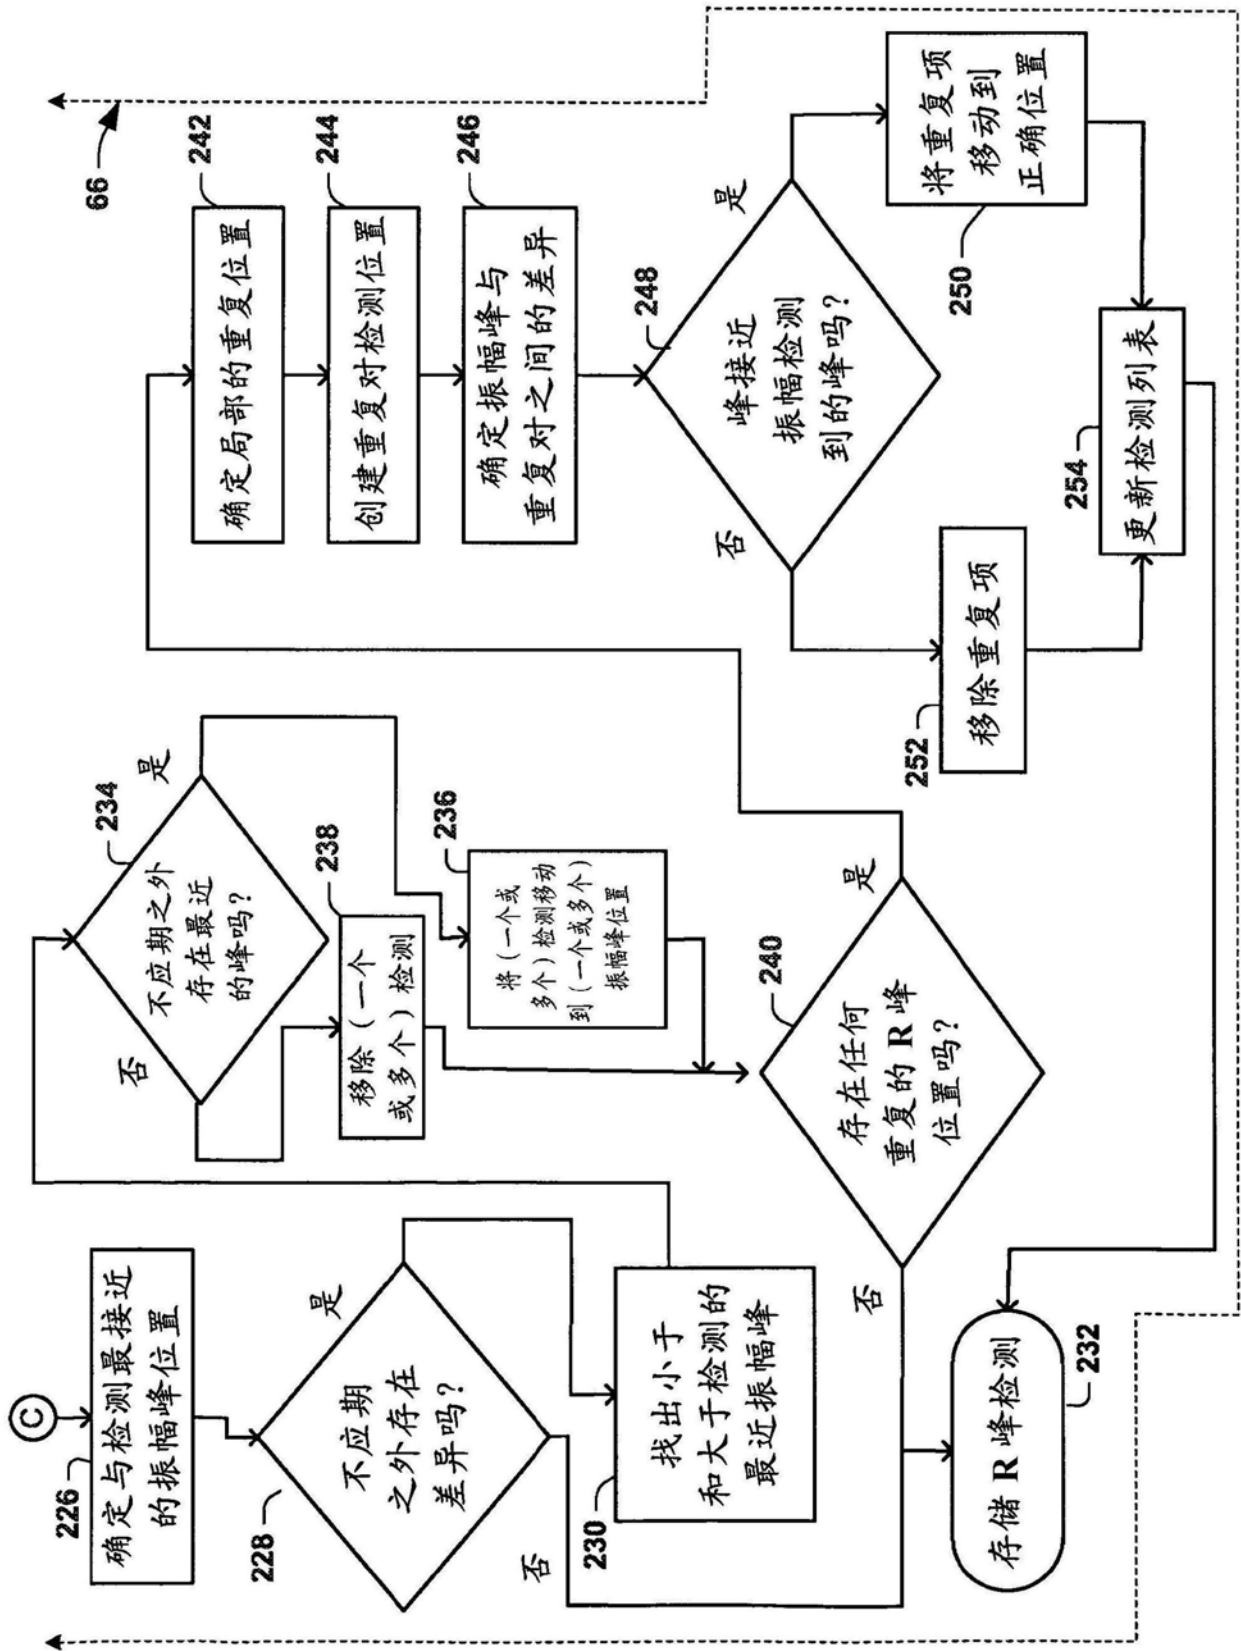 C
226
确定与检测最接近
的振幅峰位置
228
不应期
之外存在
差异吗？
是
否
230
找出小于
和大于检测的
最近振幅峰
存储 R 峰检测
232
234
不应期之外
存在最近
的峰吗？
是
否
238
移除（一个
或多个）检测
236
将（一个或
多个）检测移动
到（一个或多个）
振幅峰位置
240
存在任何
重复的 R 峰
位置吗？
是
否
66
242
确定局部的重复位置
244
创建重复对检测位置
246
确定振幅峰与
重复对之间的差异
248
峰接近
振幅检测
到的峰吗？
是
否
将重复项
移动到
正确位置
250
252
移除重复项
254
更新检测列表